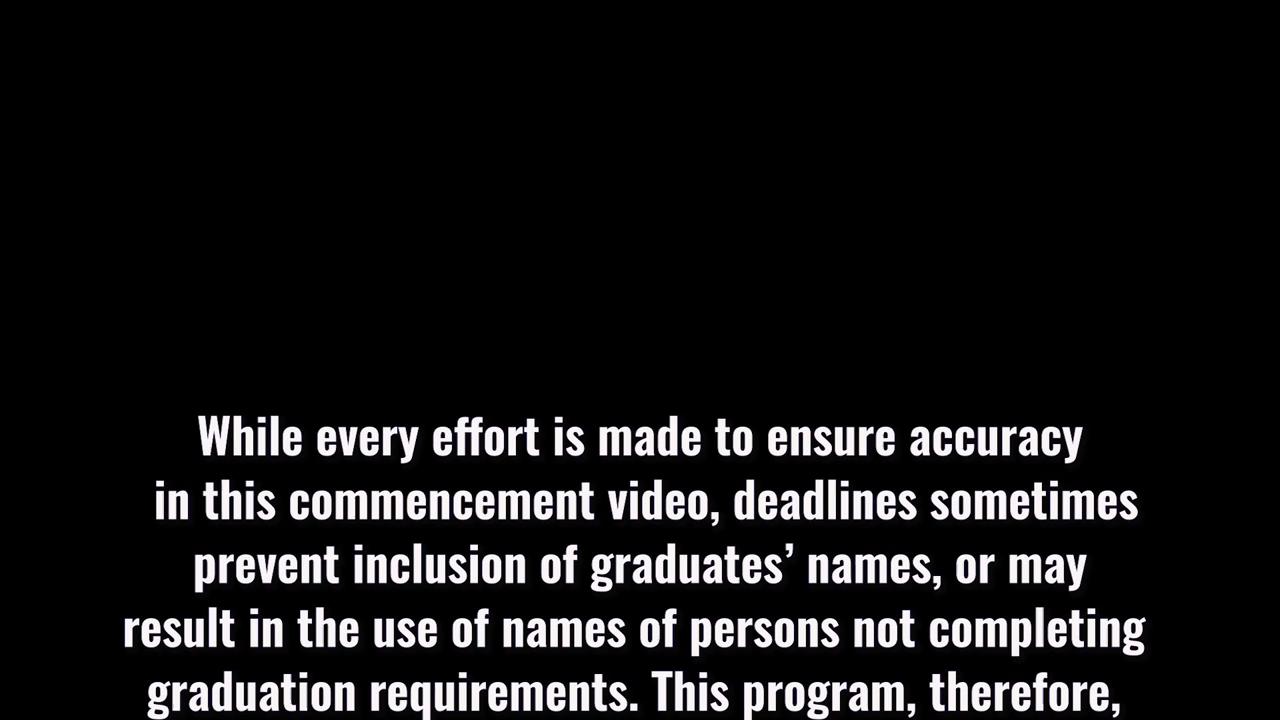 While every effort is made to ensure accuracy
in this commencement video, deadlines sometimes
prevent inclusion of graduates’ names, or may
result in the use of names of persons not completing
graduation requirements. This program, therefore,